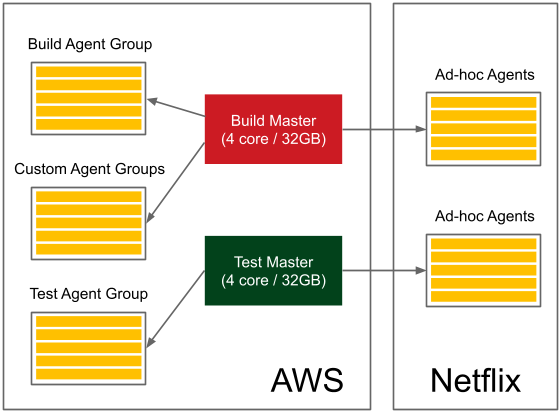 Build Agent Group
Custom Agent Groups
Test Agent Group
Build Master
(4 core / 32GB)
Test Master
(4 core / 32GB)
AWS
Ad-hoc Agents
Ad-hoc Agents
Netflix